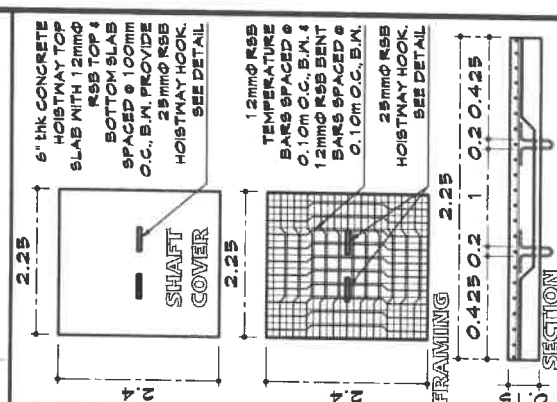 2.25
6" thk CONCRETE
HOISTWAY TOP
SLAB WITH 12mmΦ
RSB TOP &
BOTTOM SLAB
SPACED @ 100mm
O.C., B.W. PROVIDE
25mmΦ RSB
HOISTWAY HOOK.
SEE DETAIL
SHAFT
COVER
2.4
2.25
12mmΦ RSB
TEMPERATURE
BARS SPACED @
0.10m O.C., B.W. &
12mmΦ RSB BENT
BARS SPACED @
0.10m O.C., B.W.
25mmΦ RSB
HOISTWAY HOOK.
SEE DETAIL
2.4
FRAMING
2.25
0.425 0.2 1 0.2 0.425
SECTION